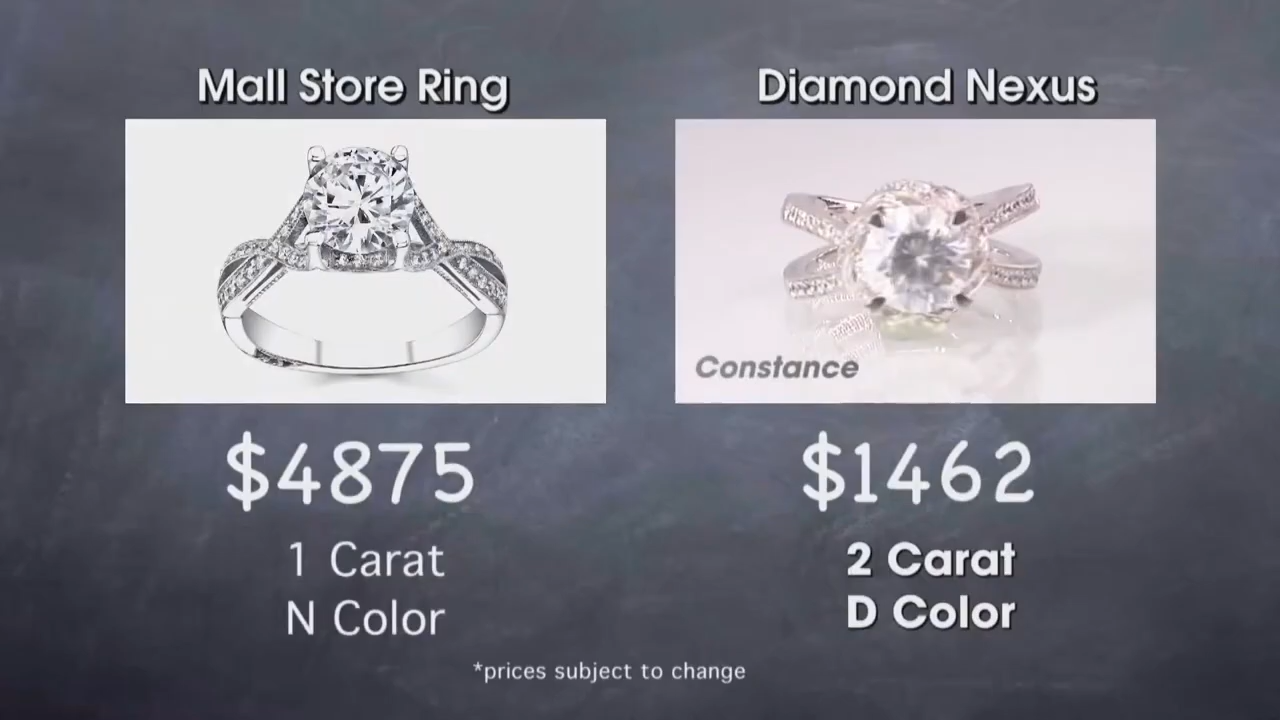 Mall Store Ring
Diamond Nexus
Constance
$4875
$1462
1 Carat
2 Carat
N Color
D Color
*prices subject to change